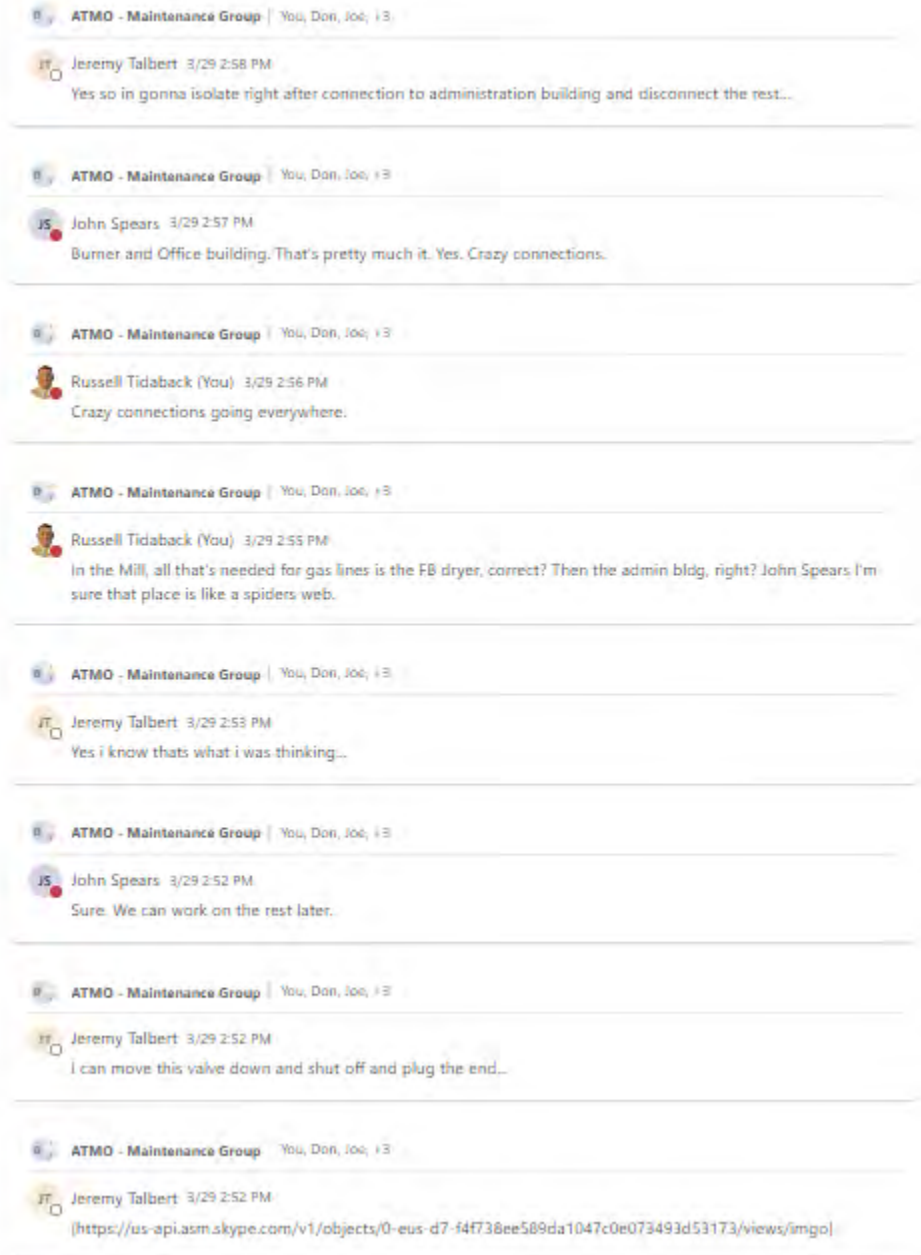 ATMO - Maintenance Group | You, Don, Joe, +3
JT Jeremy Talbert 3/29 2:58 PM
Yes so in gonna isolate right after connection to administration building and disconnect the rest...
ATMO - Maintenance Group | You, Don, Joe, +3
JS John Spears 3/29 2:57 PM
Burner and Office building. That's pretty much it. Yes. Crazy connections.
ATMO - Maintenance Group | You, Don, Joe, +3
Russell Tidaback (You) 3/29 2:56 PM
Crazy connections going everywhere.
ATMO - Maintenance Group | You, Don, Joe, +3
Russell Tidaback (You) 3/29 2:55 PM
In the Mill, all that's needed for gas lines is the FB dryer, correct? Then the admin bldg, right? John Spears I'm
sure that place is like a spiders web.
ATMO - Maintenance Group | You, Don, Joe, +3
JT Jeremy Talbert 3/29 2:53 PM
Yes i know thats what i was thinking...
ATMO - Maintenance Group | You, Don, Joe, +3
JS John Spears 3/29 2:52 PM
Sure. We can work on the rest later.
ATMO - Maintenance Group | You, Don, Joe, +3
JT Jeremy Talbert 3/29 2:52 PM
I can move this valve down and shut off and plug the end...
ATMO - Maintenance Group You, Don, Joe, +3
JT Jeremy Talbert 3/29 2:52 PM
(https://us-api.asm.skype.com/v1/objects/0-eus-d7-f4f738ee589da1047c0e073493d53173/views/imgo)